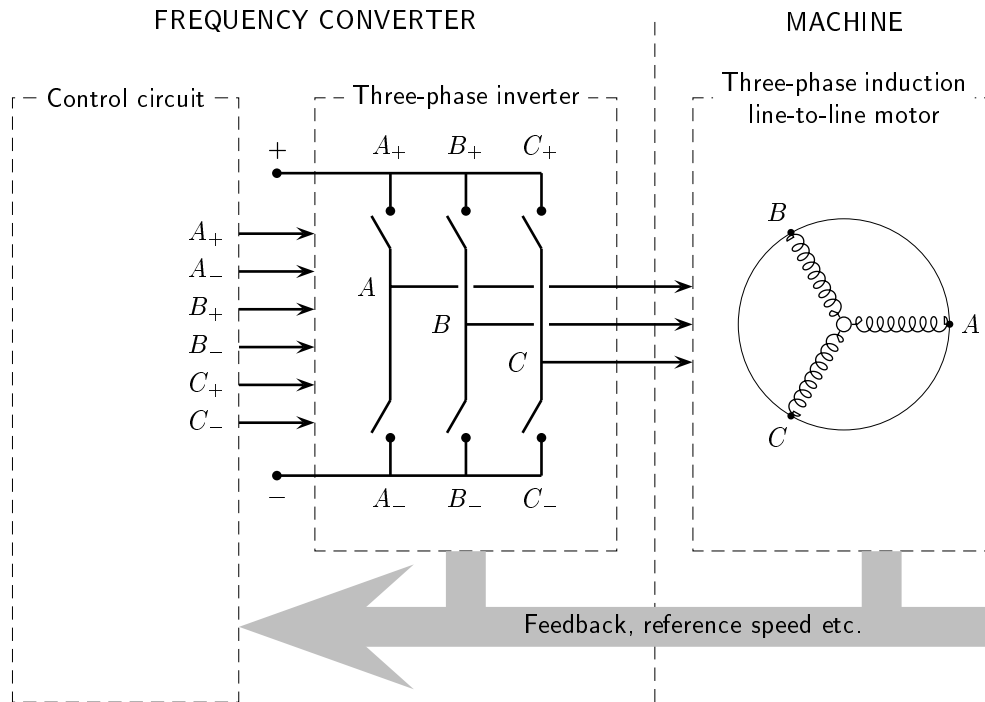 FREQUENCY CONVERTER
MACHINE
Control circuit
Three-phase inverter
Three-phase induction
line-to-line motor
+
A₊
B₊
C₊
A₊
A₋
B₊
B₋
C₊
C₋
A
B
C
−
A₋
B₋
C₋
B
A
C
Feedback, reference speed etc.